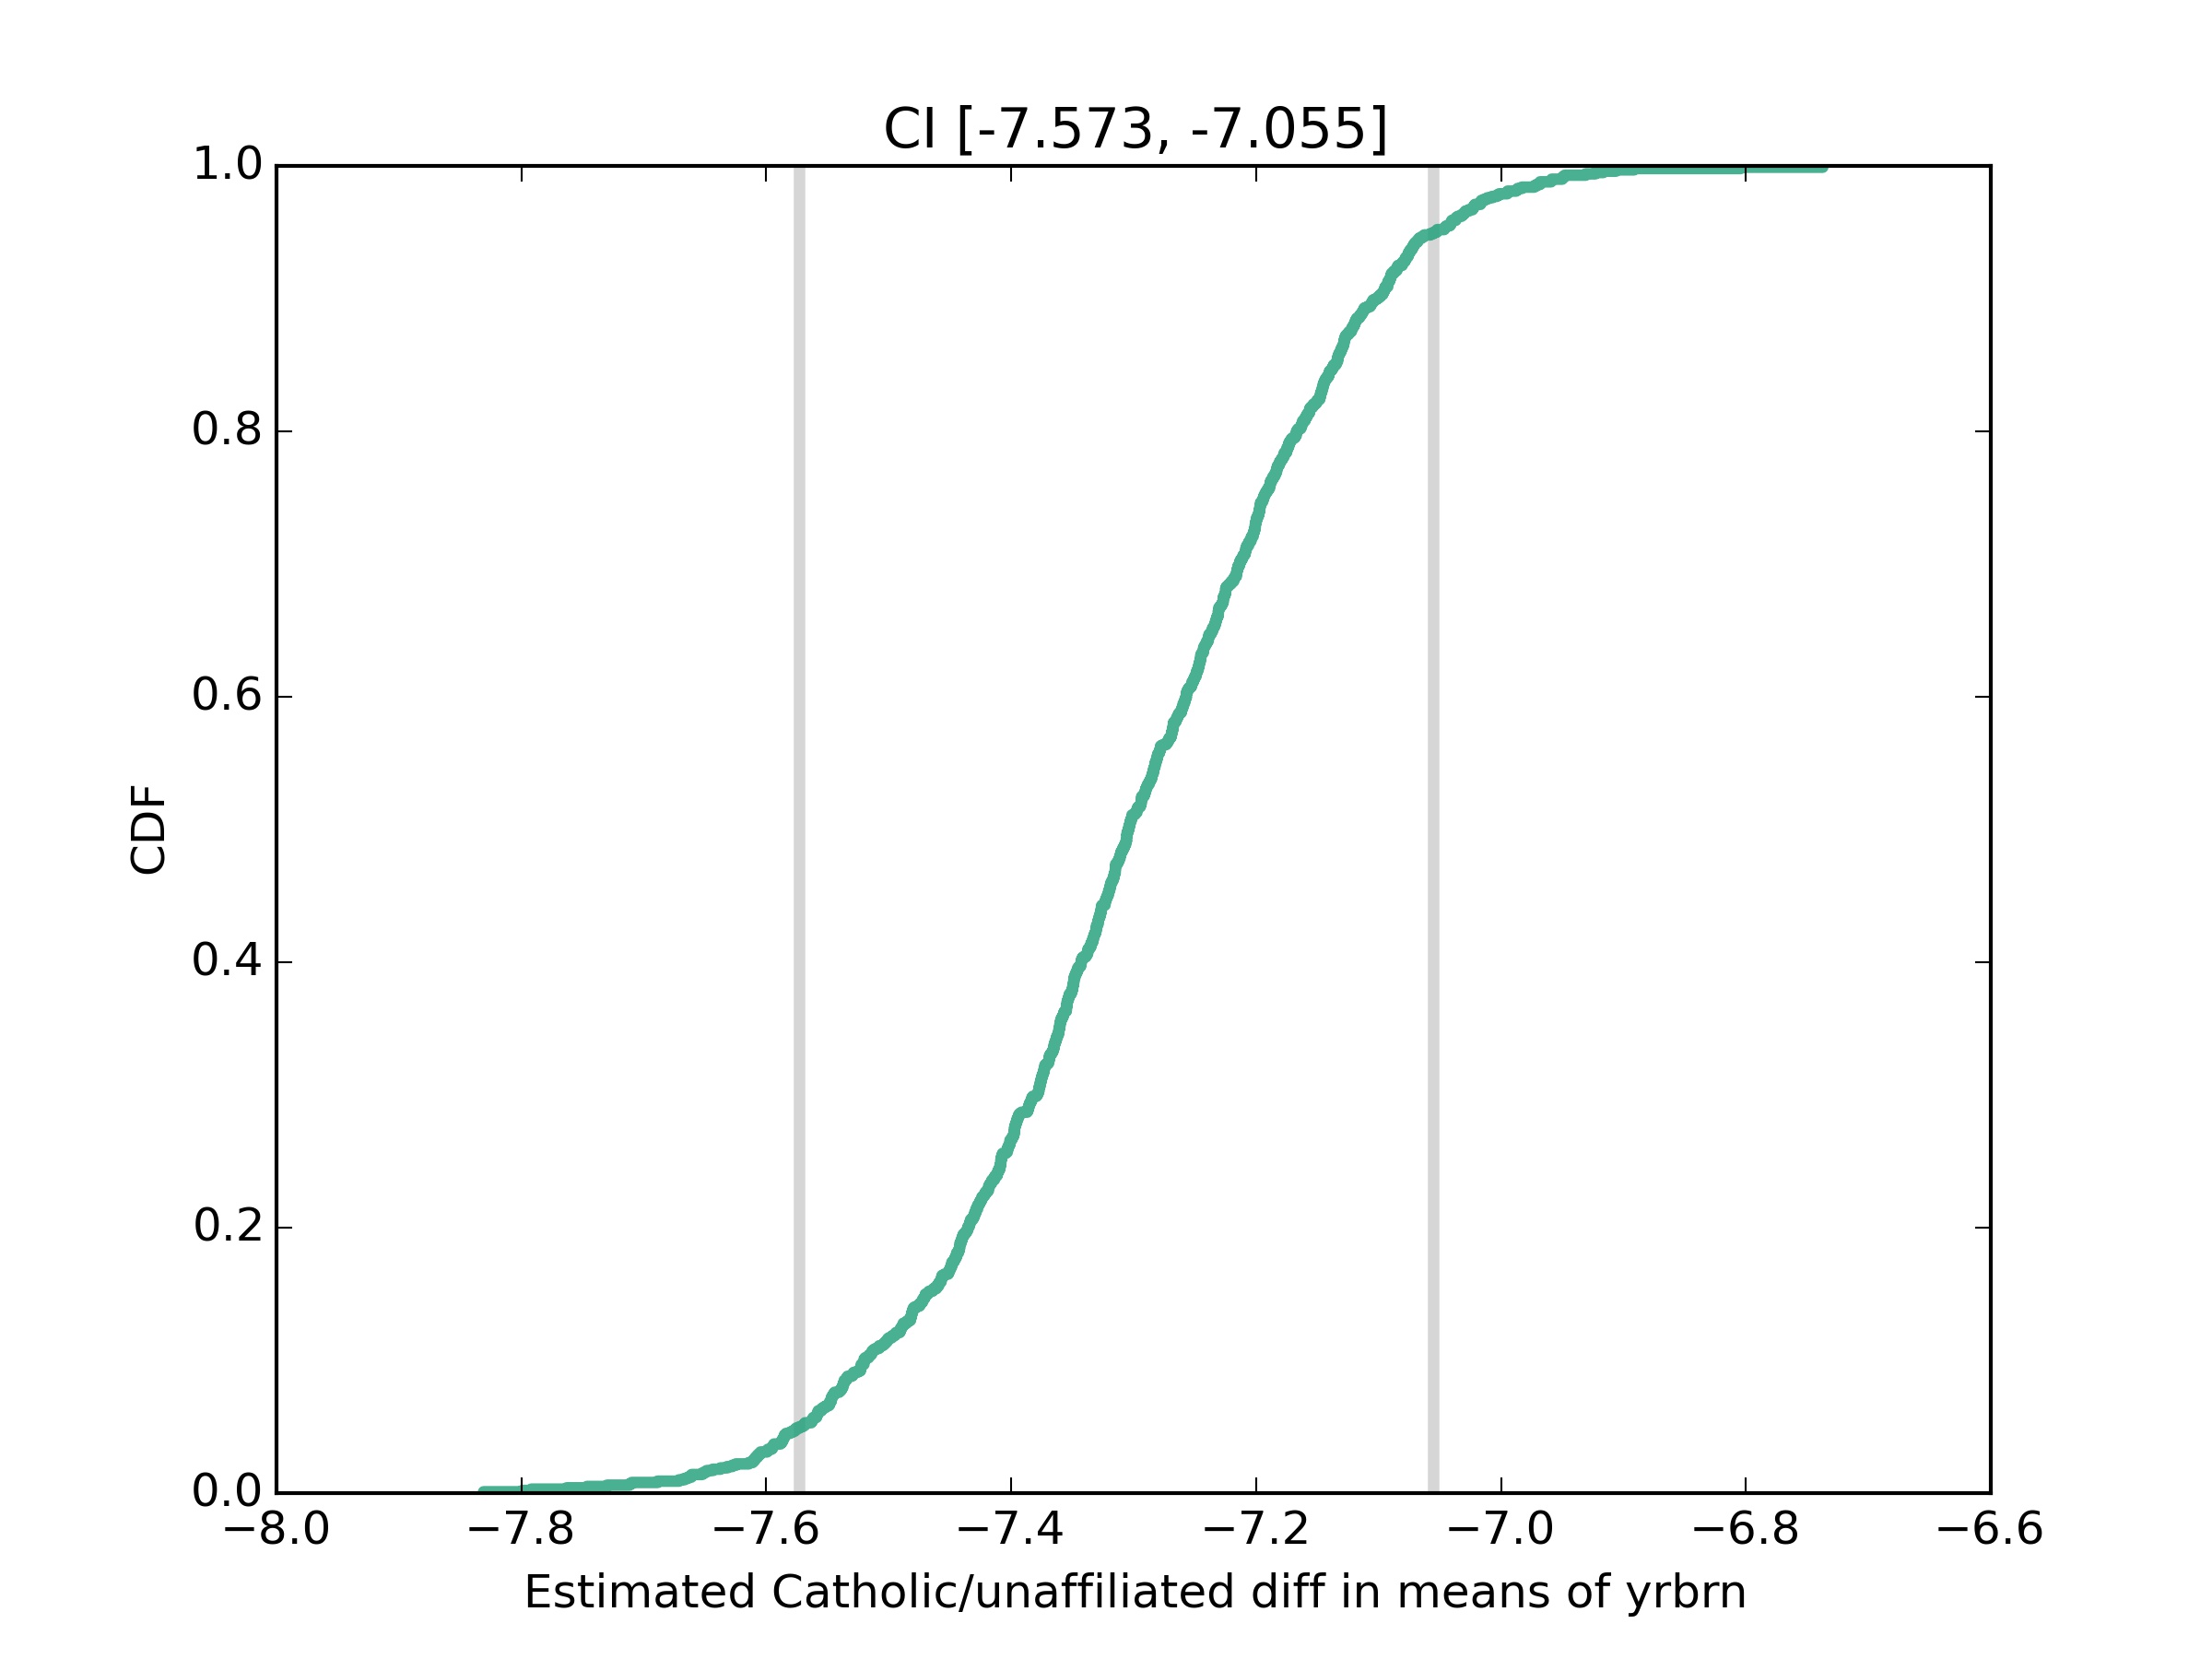 CI [-7.573, -7.055]
1.0
0.8
0.6
0.4
0.2
0.0
CDF
−8.0 −7.8 −7.6 −7.4 −7.2 −7.0 −6.8 −6.6
Estimated Catholic/unaffiliated diff in means of yrbrn